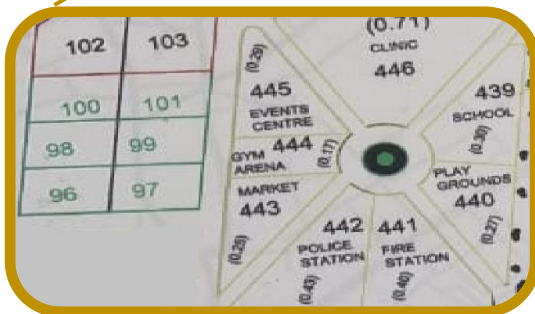 102 103
100 101
98 99
96 97
(0.71)
CLINIC
446
(0.29)
445
EVENTS
CENTRE
439
SCHOOL
(0.30)
GYM 444
ARENA
(0.17)
MARKET
443
(0.25)
PLAY
GROUNDS
440
(0.27)
442
POLICE
STATION
(0.43)
441
FIRE
STATION
(0.40)